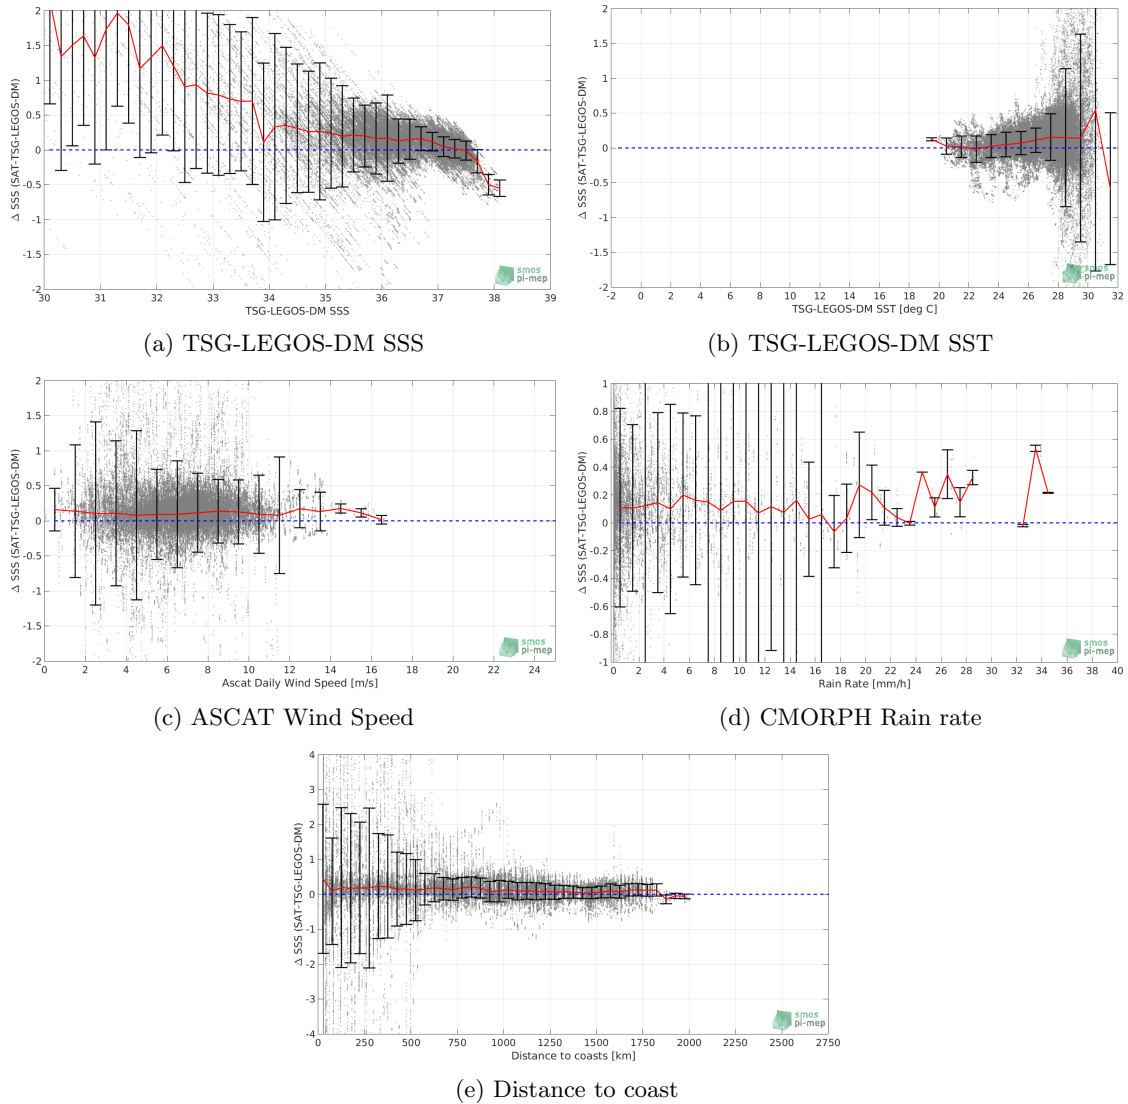 2
1.5
1
0.5
0
-0.5
-1
-1.5
-2
Δ SSS (SAT-TSG-LEGOS-DM)
30 31 32 33 34 35 36 37 38 39
TSG-LEGOS-DM SSS
smos
pi-mep
(a) TSG-LEGOS-DM SSS
2
1.5
1
0.5
0
-0.5
-1
-1.5
-2
Δ SSS (SAT-TSG-LEGOS-DM)
-2 0 2 4 6 8 10 12 14 16 18 20 22 24 26 28 30 32
TSG-LEGOS-DM SST [deg C]
smos
pi-mep
(b) TSG-LEGOS-DM SST
2
1.5
1
0.5
0
-0.5
-1
-1.5
-2
Δ SSS (SAT-TSG-LEGOS-DM)
0 2 4 6 8 10 12 14 16 18 20 22 24
Ascat Daily Wind Speed [m/s]
smos
pi-mep
(c) ASCAT Wind Speed
1
0.8
0.6
0.4
0.2
0
-0.2
-0.4
-0.6
-0.8
-1
Δ SSS (SAT-TSG-LEGOS-DM)
0 2 4 6 8 10 12 14 16 18 20 22 24 26 28 30 32 34 36 38 40
Rain Rate [mm/h]
smos
pi-mep
(d) CMORPH Rain rate
4
3
2
1
0
-1
-2
-3
-4
Δ SSS (SAT-TSG-LEGOS-DM)
0 250 500 750 1000 1250 1500 1750 2000 2250 2500 2750
Distance to coasts [km]
smos
pi-mep
(e) Distance to coast